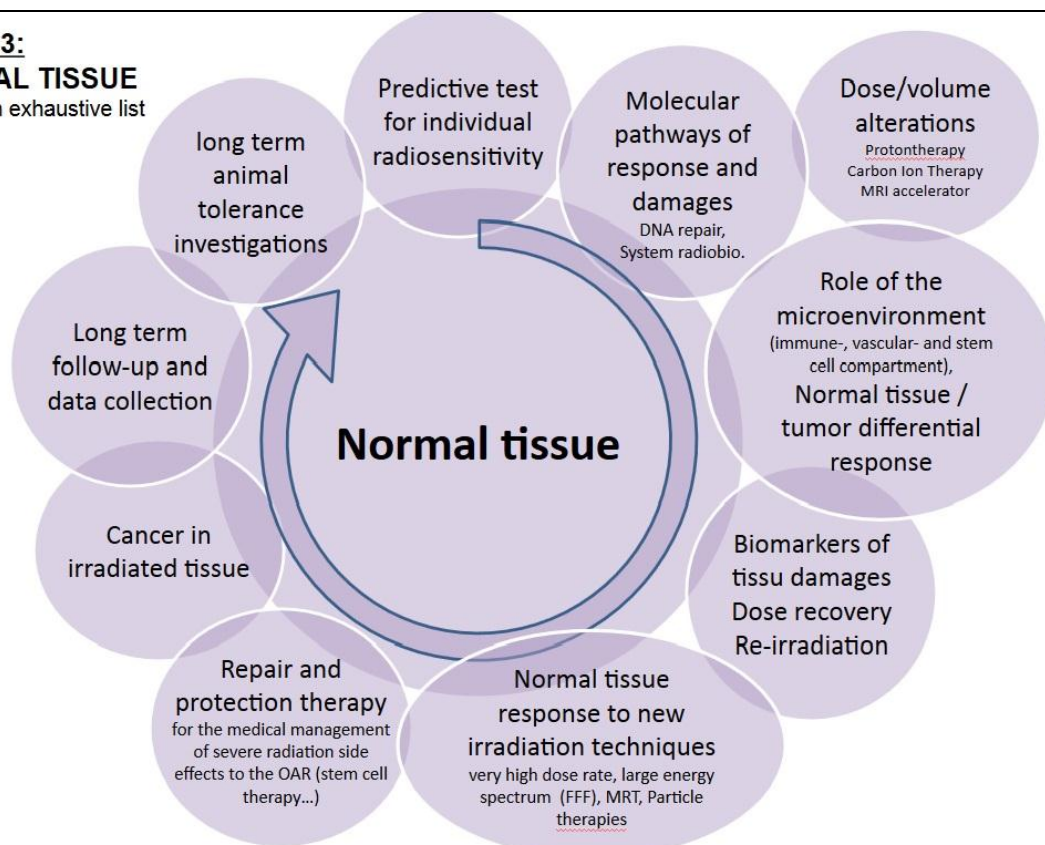 3:
AL TISSUE
n exhaustive list
Predictive test
for individual
radiosensitivity
Molecular
pathways of
response and
damages
DNA repair,
System radiobio.
Dose/volume
alterations
Protontherapy
Carbon Ion Therapy
MRI accelerator
Role of the
microenvironment
(immune-, vascular- and stem
cell compartment),
Normal tissue /
tumor differential
response
Biomarkers of
tissu damages
Dose recovery
Re-irradiation
Normal tissue
response to new
irradiation techniques
very high dose rate, large energy
spectrum (FFF), MRT, Particle
therapies
Repair and
protection therapy
for the medical management
of severe radiation side
effects to the OAR (stem cell
therapy...)
Cancer in
irradiated tissue
Long term
follow-up and
data collection
long term
animal
tolerance
investigations
Normal tissue